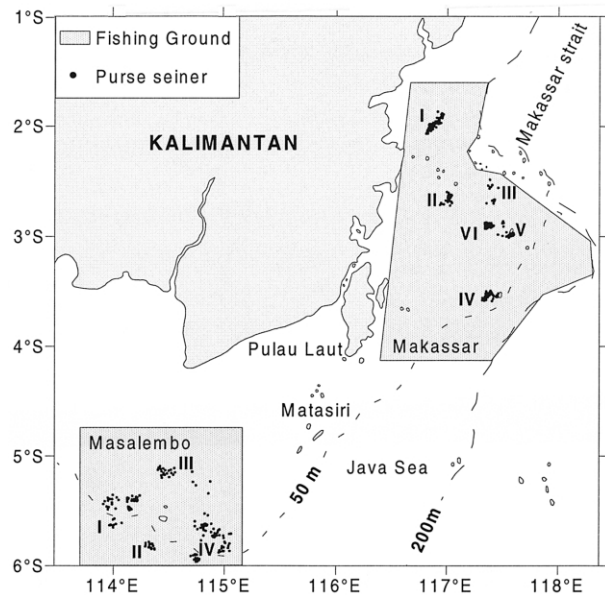 1°S
2°S
3°S
4°S
5°S
6°S
Fishing Ground
Purse seiner
KALIMANTAN
Makassar strait
I
II
III
VI
V
IV
Makassar
Pulau Laut
Matasiri
Java Sea
50 m
200m
Masalembo
III
I
II
IV
114°E
115°E
116°E
117°E
118°E